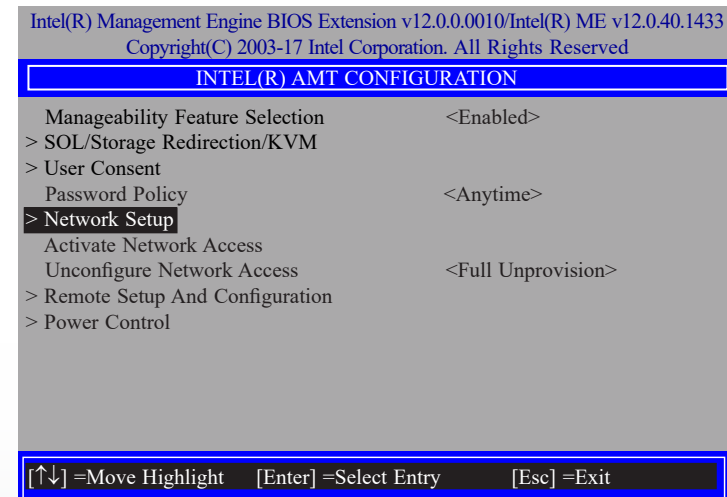 Intel(R) Management Engine BIOS Extension v12.0.0.0010/Intel(R) ME v12.0.40.1433
Copyright(C) 2003-17 Intel Corporation. All Rights Reserved
INTEL(R) AMT CONFIGURATION
Manageability Feature Selection <Enabled>
> SOL/Storage Redirection/KVM
> User Consent
Password Policy <Anytime>
> Network Setup
Activate Network Access
Unconfigure Network Access <Full Unprovision>
> Remote Setup And Configuration
> Power Control
[↑↓] =Move Highlight [Enter] =Select Entry [Esc] =Exit